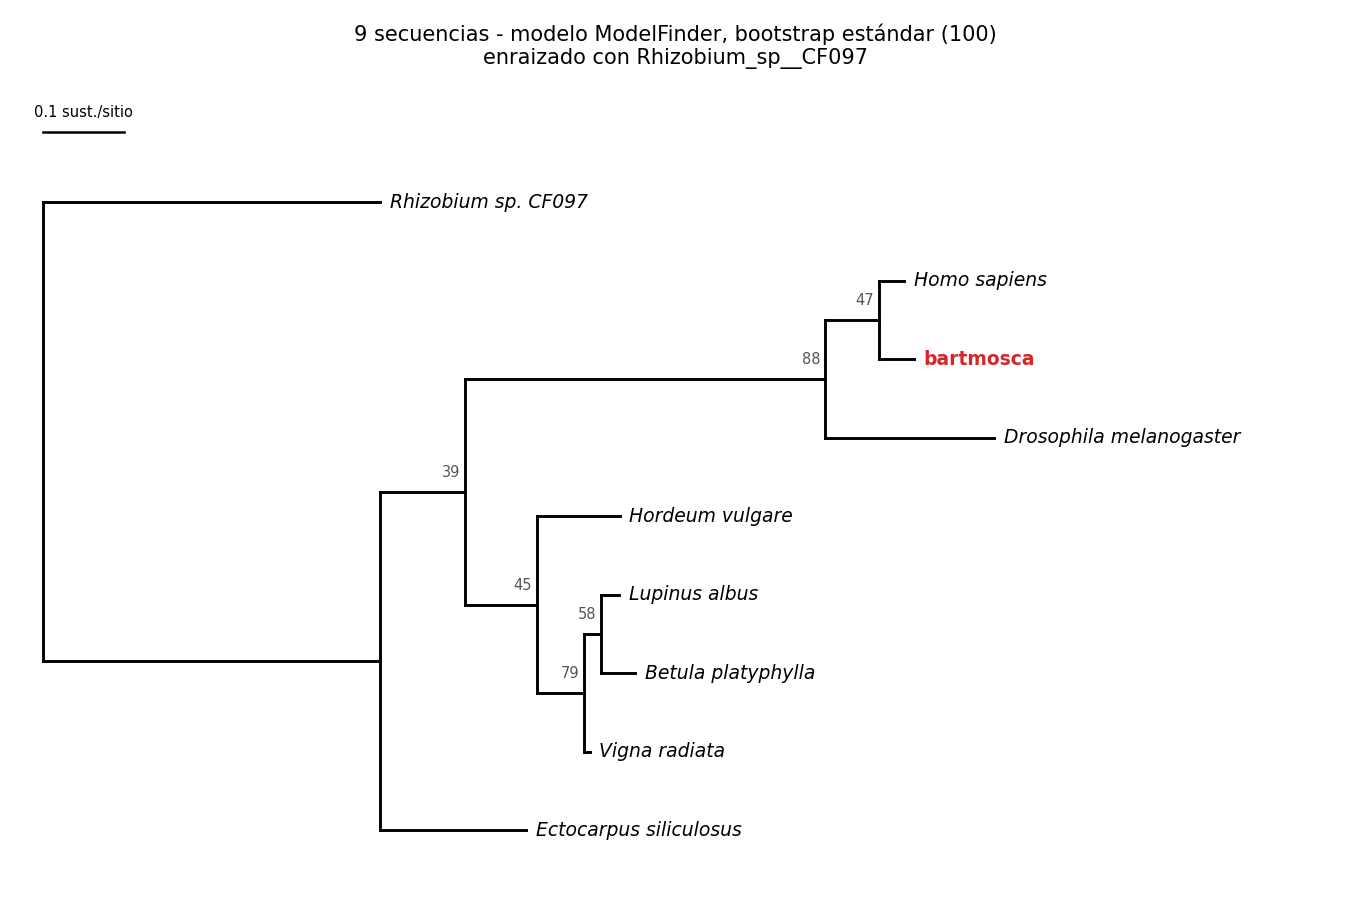 9 secuencias - modelo ModelFinder, bootstrap estándar (100)
enraizado con Rhizobium_sp__CF097
0.1 sust./sitio
Rhizobium sp. CF097
Homo sapiens
47
bartmosca
88
Drosophila melanogaster
39
Hordeum vulgare
45
Lupinus albus
58
Betula platyphylla
79
Vigna radiata
Ectocarpus siliculosus